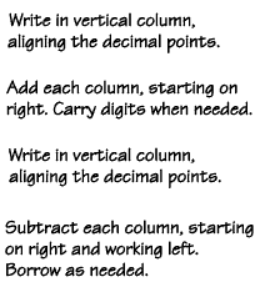 Write in vertical column,
aligning the decimal points.
Add each column, starting on
right. Carry digits when needed.
Write in vertical column,
aligning the decimal points.
Subtract each column, starting
on right and working left.
Borrow as needed.